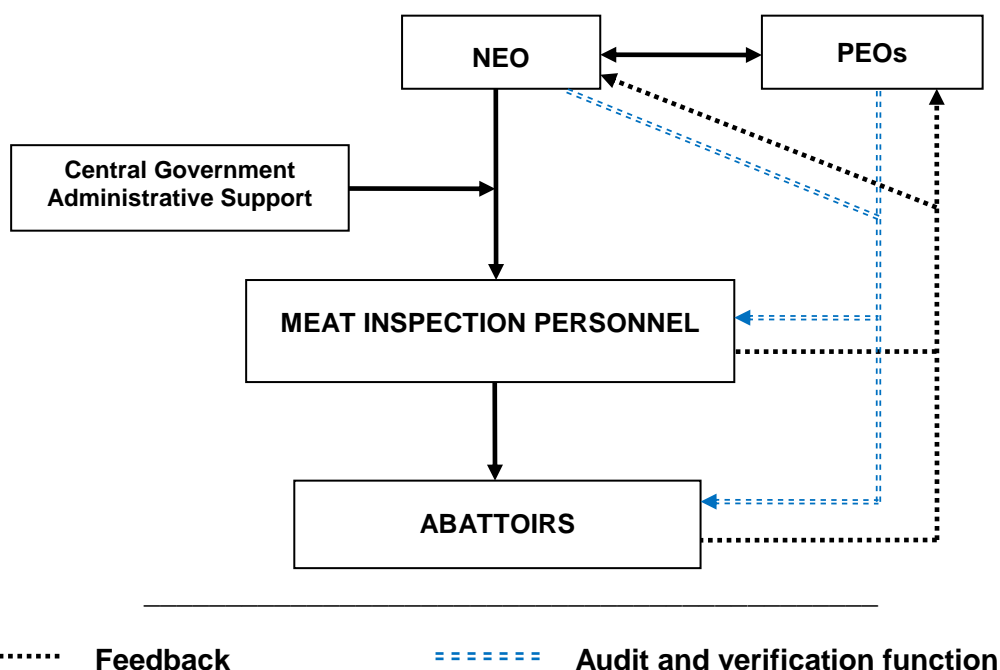 NEO
PEOs
Central Government
Administrative Support
MEAT INSPECTION PERSONNEL
ABATTOIRS
Feedback
Audit and verification function